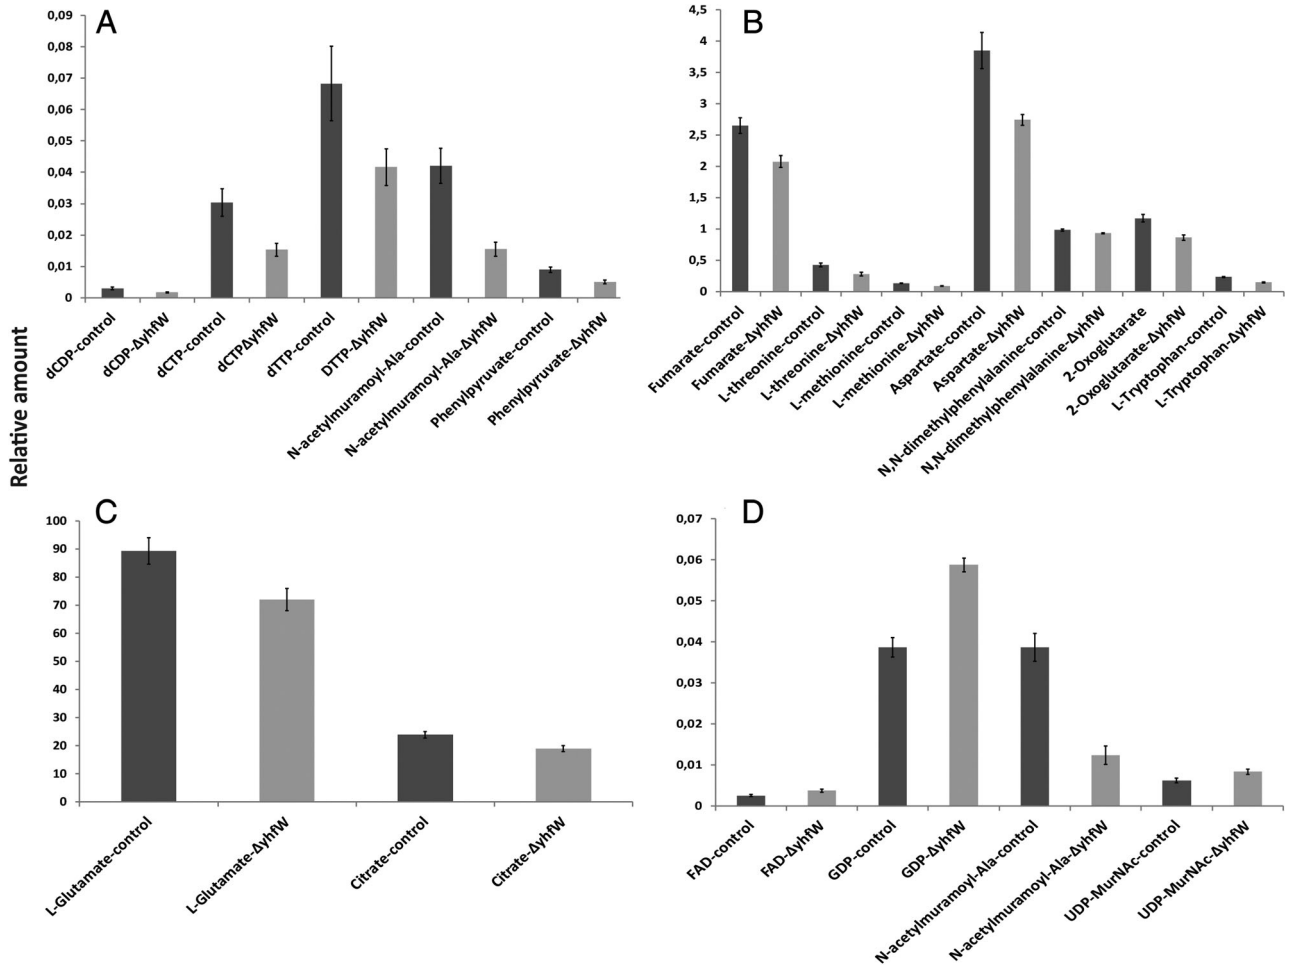 Relative amount
A
0,09
0,08
0,07
0,06
0,05
0,04
0,03
0,02
0,01
0
dCDP-control
dCDP-ΔyhfW
dCTP-control
dCTPΔyhfW
dTTP-control
DTTP-ΔyhfW
N-acetylmuramoyl-Ala-control
N-acetylmuramoyl-Ala-ΔyhfW
Phenylpyruvate-control
Phenylpyruvate-ΔyhfW
B
4,5
4
3,5
3
2,5
2
1,5
1
0,5
0
Fumarate-control
Fumarate-ΔyhfW
L-threonine-control
L-threonine-ΔyhfW
L-methionine-control
L-methionine-ΔyhfW
Aspartate-control
Aspartate-ΔyhfW
N,N-dimethylphenylalanine-control
N,N-dimethylphenylalanine-ΔyhfW
2-Oxoglutarate
2-Oxoglutarate-ΔyhfW
L-Tryptophan-control
L-Tryptophan-ΔyhfW
C
100
90
80
70
60
50
40
30
20
10
0
L-Glutamate-control
L-Glutamate-ΔyhfW
Citrate-control
Citrate-ΔyhfW
D
0,07
0,06
0,05
0,04
0,03
0,02
0,01
0
FAD-control
FAD-ΔyhfW
GDP-control
GDP-ΔyhfW
N-acetylmuramoyl-Ala-control
N-acetylmuramoyl-Ala-ΔyhfW
UDP-MurNAc-control
UDP-MurNAc-ΔyhfW